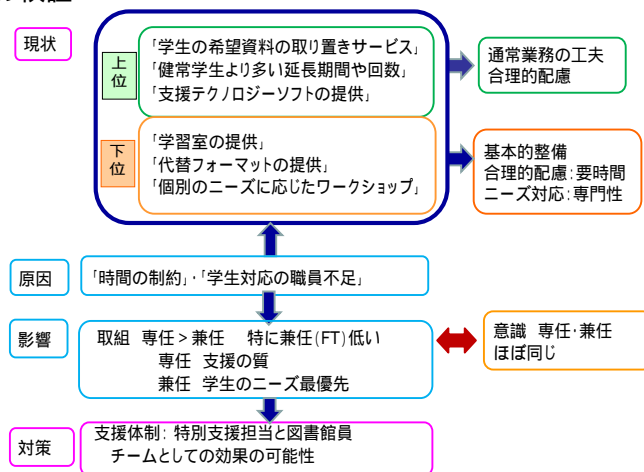 現状
上
位
「学生の希望資料の取り置きサービス」
「健常学生より多い延長期間や回数」
「支援テクノロジーソフトの提供」
通常業務の工夫
合理的配慮
下
位
「学習室の提供」
「代替フォーマットの提供」
「個別のニーズに応じたワークショップ」
基本的整備
合理的配慮：要時間
ニーズ対応：専門性
原因
「時間の制約」・「学生対応の職員不足」
影響
取組 専任＞兼任 特に兼任(FT)低い
専任 支援の質
兼任 学生のニーズ最優先
意識 専任・兼任
ほぼ同じ
対策
支援体制： 特別支援担当と図書館員
チームとしての効果の可能性